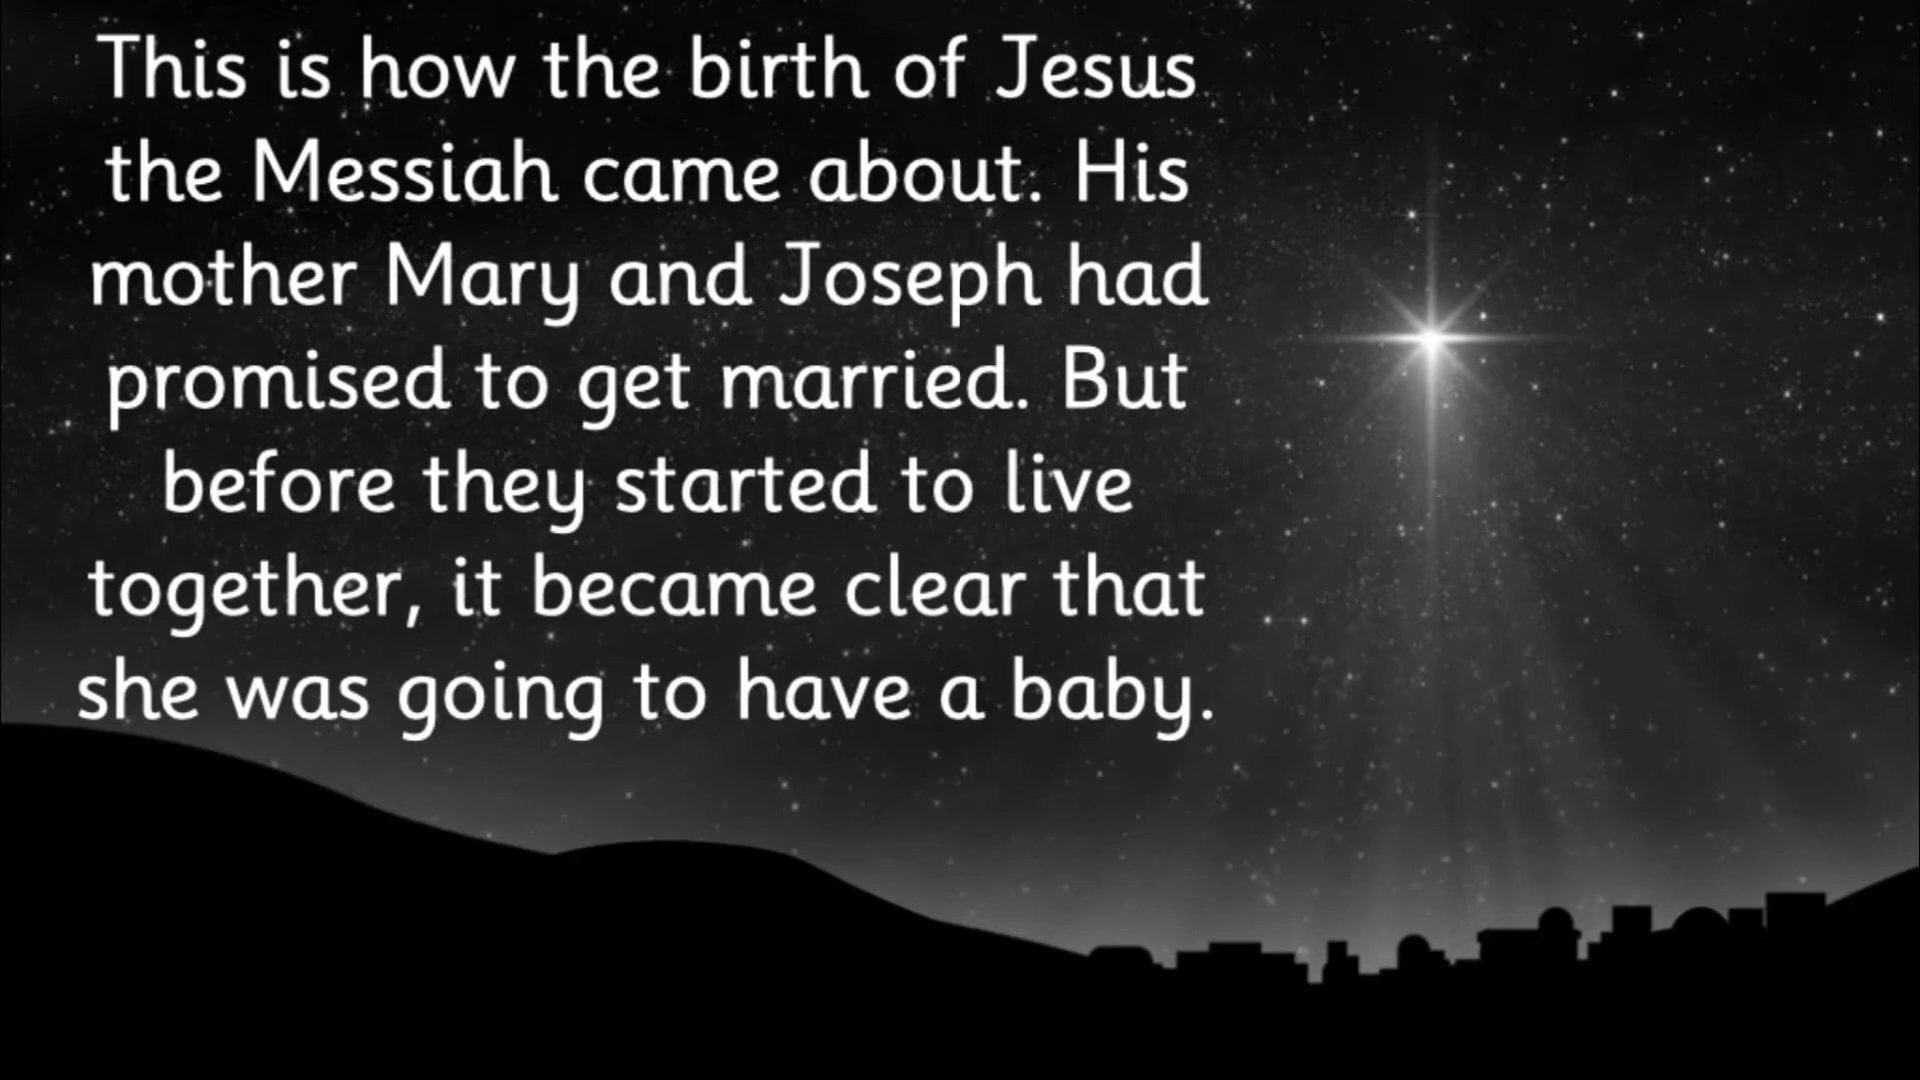 This is how the birth of Jesus
the Messiah came about. His
mother Mary and Joseph had
promised to get married. But
before they started to live
together, it became clear that
she was going to have a baby.